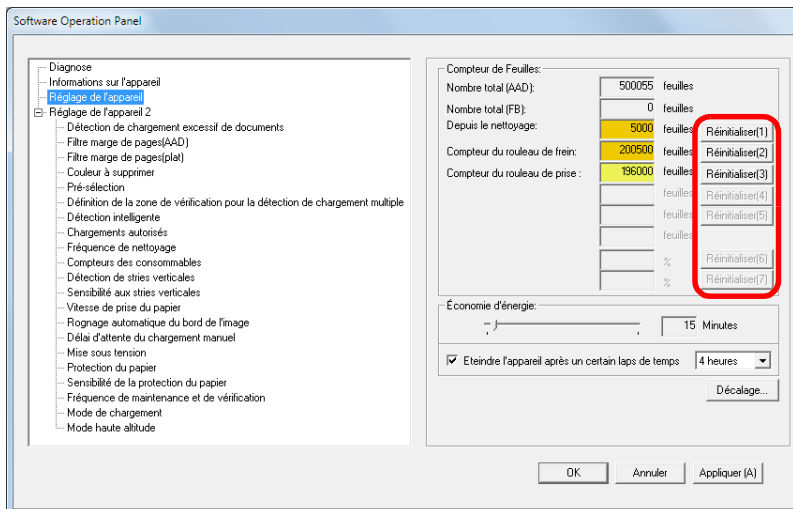 Software Operation Panel
Diagnose
Informations sur l'appareil
Réglage de l'appareil
Réglage de l'appareil 2
Détection de chargement excessif de documents
Filtre marge de pages(AAD)
Filtre marge de pages(plat)
Couleur à supprimer
Pré-sélection
Définition de la zone de vérification pour la détection de chargement multiple
Détection intelligente
Chargements autorisés
Fréquence de nettoyage
Compteurs des consommables
Détection de stries verticales
Sensibilité aux stries verticales
Vitesse de prise du papier
Rognage automatique du bord de l'image
Délai d'attente du chargement manuel
Mise sous tension
Protection du papier
Sensibilité de la protection du papier
Fréquence de maintenance et de vérification
Mode de chargement
Mode haute altitude
Compteur de Feuilles:
Nombre total (AAD): 500055 feuilles
Nombre total (FB): 0 feuilles
Depuis le nettoyage: 5000 feuilles Réinitialiser(1)
Compteur du rouleau de frein: 200500 feuilles Réinitialiser(2)
Compteur du rouleau de prise : 196000 feuilles Réinitialiser(3)
feuilles Réinitialiser(4)
feuilles Réinitialiser(5)
feuilles
% Réinitialiser(6)
% Réinitialiser(7)
Économie d'énergie:
15 Minutes
Eteindre l'appareil après un certain laps de temps 4 heures
Décalage...
OK Annuler Appliquer (A)